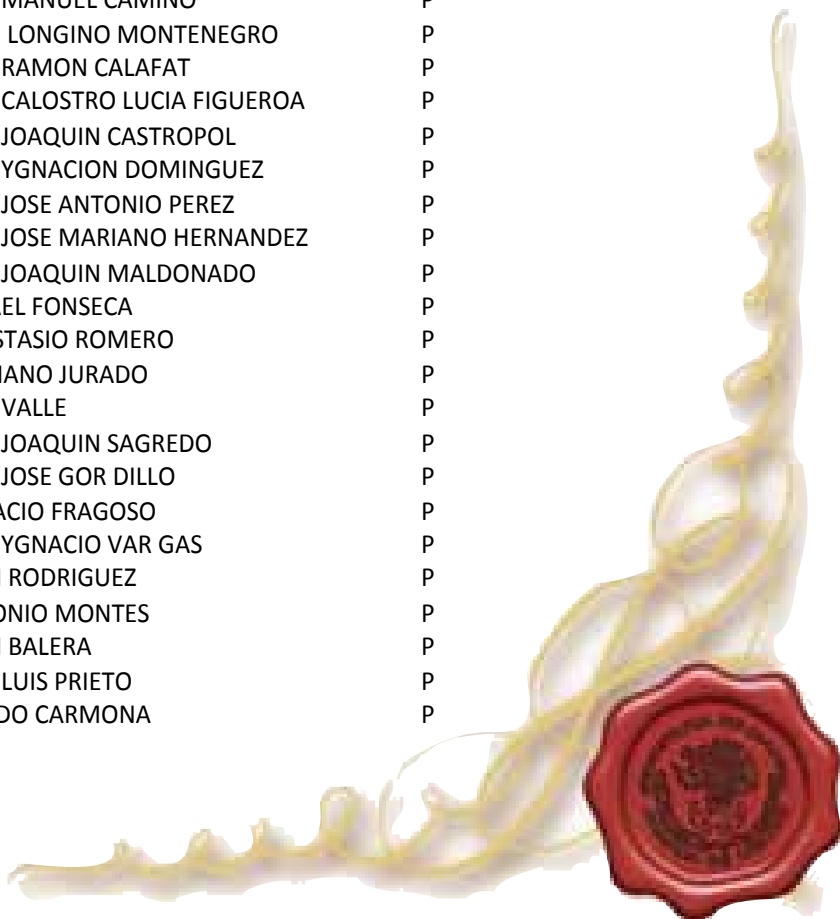 MANUEL CAMINO P
LONGINO MONTENEGRO P
RAMON CALAFAT P
CALOSTRO LUCIA FIGUEROA P
JOAQUIN CASTROPOL P
YGNACION DOMINGUEZ P
JOSE ANTONIO PEREZ P
JOSE MARIANO HERNANDEZ P
JOAQUIN MALDONADO P
EL FONSECA P
STASIO ROMERO P
IANO JURADO P
VALLE P
JOAQUIN SAGREDO P
JOSE GOR DILLO P
ACIO FRAGOSO P
YGNACIO VAR GAS P
RODRIGUEZ P
ONIO MONTES P
BALERA P
LUIS PRIETO P
DO CARMONA P